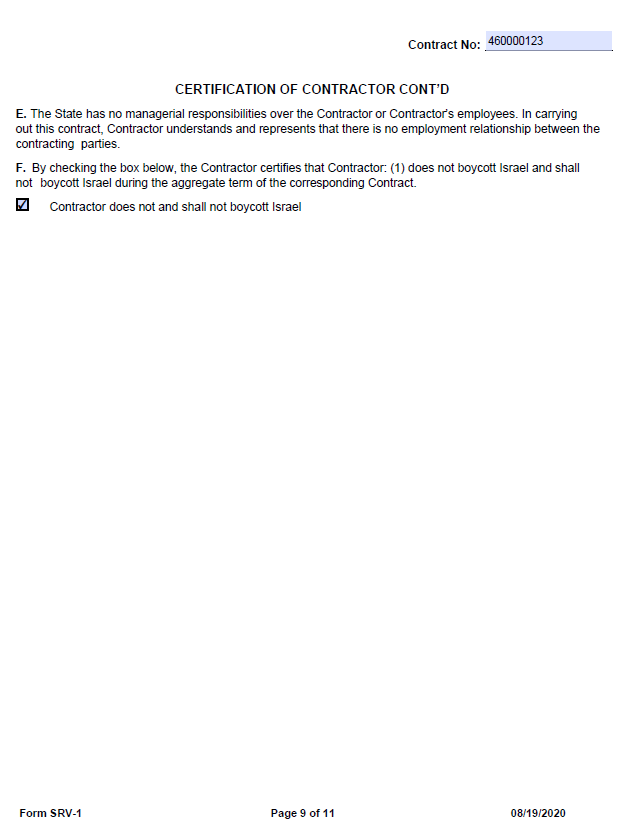 Contract No: 460000123
CERTIFICATION OF CONTRACTOR CONT'D
E. The State has no managerial responsibilities over the Contractor or Contractor's employees. In carrying
out this contract, Contractor understands and represents that there is no employment relationship between the
contracting parties.
F. By checking the box below, the Contractor certifies that Contractor: (1) does not boycott Israel and shall
not boycott Israel during the aggregate term of the corresponding Contract.
Contractor does not and shall not boycott Israel
Form SRV-1 Page 9 of 11 08/19/2020